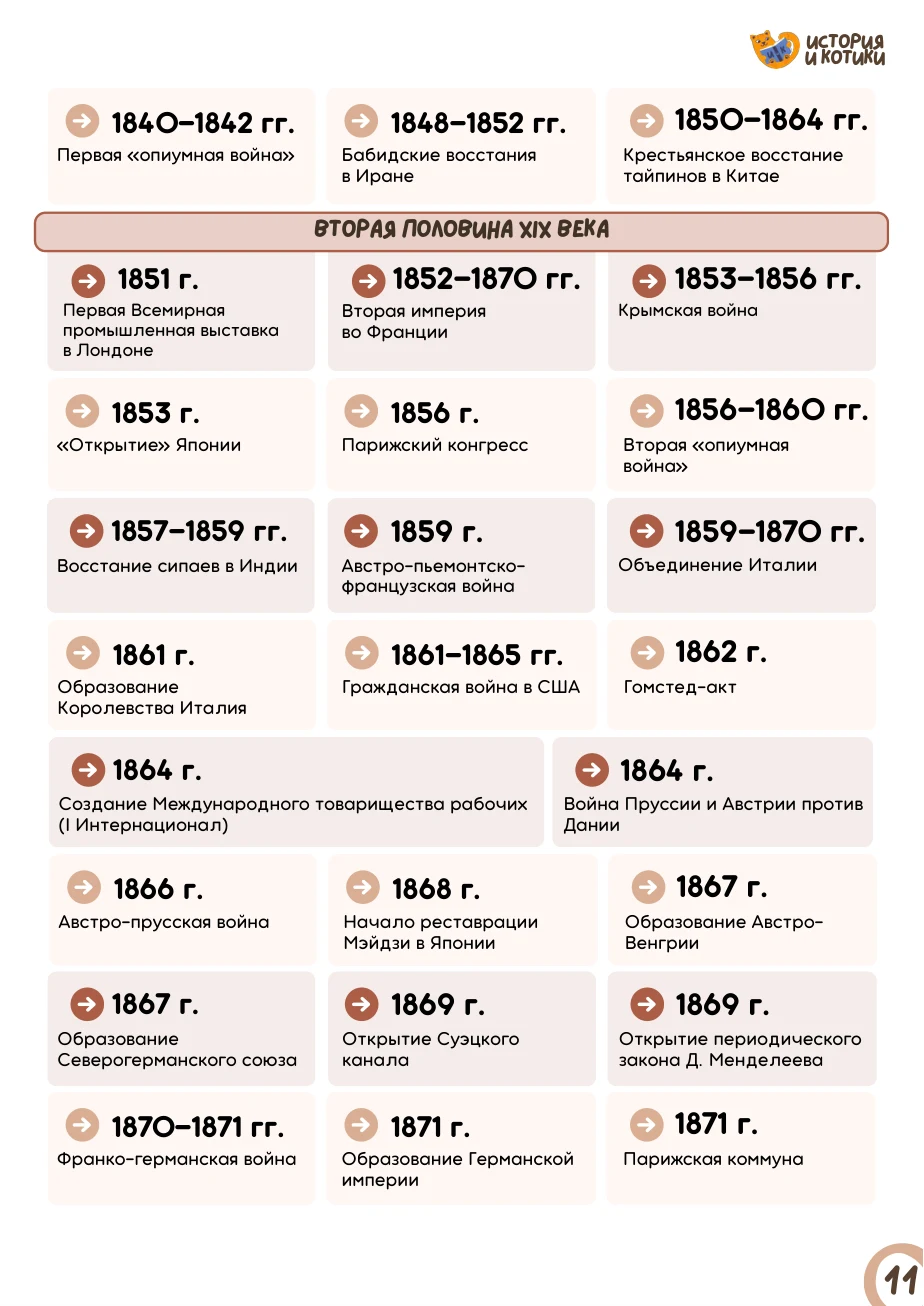 ИСТОРИЯ
И КОТИКИ
1840–1842 гг.
Первая «опиумная война»
1848–1852 гг.
Бабидские восстания
в Иране
1850–1864 гг.
Крестьянское восстание
тайпинов в Китае
ВТОРАЯ ПОЛОВИНА XIX ВЕКА
1851 г.
Первая Всемирная
промышленная выставка
в Лондоне
1852–1870 гг.
Вторая империя
во Франции
1853–1856 гг.
Крымская война
1853 г.
«Открытие» Японии
1856 г.
Парижский конгресс
1856–1860 гг.
Вторая «опиумная
война»
1857–1859 гг.
Восстание сипаев в Индии
1859 г.
Австро-пьемонтско-
французская война
1859–1870 гг.
Объединение Италии
1861 г.
Образование
Королевства Италия
1861–1865 гг.
Гражданская война в США
1862 г.
Гомстед-акт
1864 г.
Создание Международного товарищества рабочих
(I Интернационал)
1864 г.
Война Пруссии и Австрии против
Дании
1866 г.
Австро-прусская война
1868 г.
Начало реставрации
Мэйдзи в Японии
1867 г.
Образование Австро-
Венгрии
1867 г.
Образование
Северогерманского союза
1869 г.
Открытие Суэцкого
канала
1869 г.
Открытие периодического
закона Д. Менделеева
1870–1871 гг.
Франко-германская война
1871 г.
Образование Германской
империи
1871 г.
Парижская коммуна
11